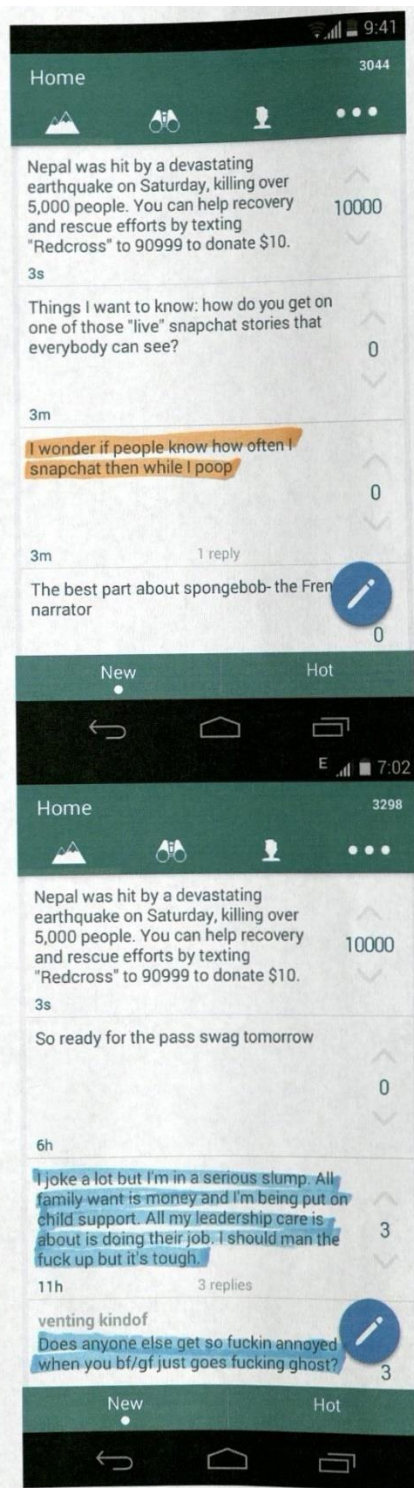 9:41
Home
3044
Nepal was hit by a devastating
earthquake on Saturday, killing over
5,000 people. You can help recovery
and rescue efforts by texting
"Redcross" to 90999 to donate $10.
10000
3s
Things I want to know: how do you get on
one of those "live" snapchat stories that
everybody can see?
0
3m
I wonder if people know how often I
snapchat then while I poop
0
3m
1 reply
The best part about spongebob- the Fren
narrator
0
New
Hot
E
7:02
Home
3298
Nepal was hit by a devastating
earthquake on Saturday, killing over
5,000 people. You can help recovery
and rescue efforts by texting
"Redcross" to 90999 to donate $10.
10000
3s
So ready for the pass swag tomorrow
0
6h
I joke a lot but I'm in a serious slump. All
family want is money and I'm being put on
child support. All my leadership care is
about is doing their job. I should man the
fuck up but it's tough.
3
11h
3 replies
venting kindof
Does anyone else get so fuckin annoyed
when you bf/gf just goes fucking ghost?
3
New
Hot